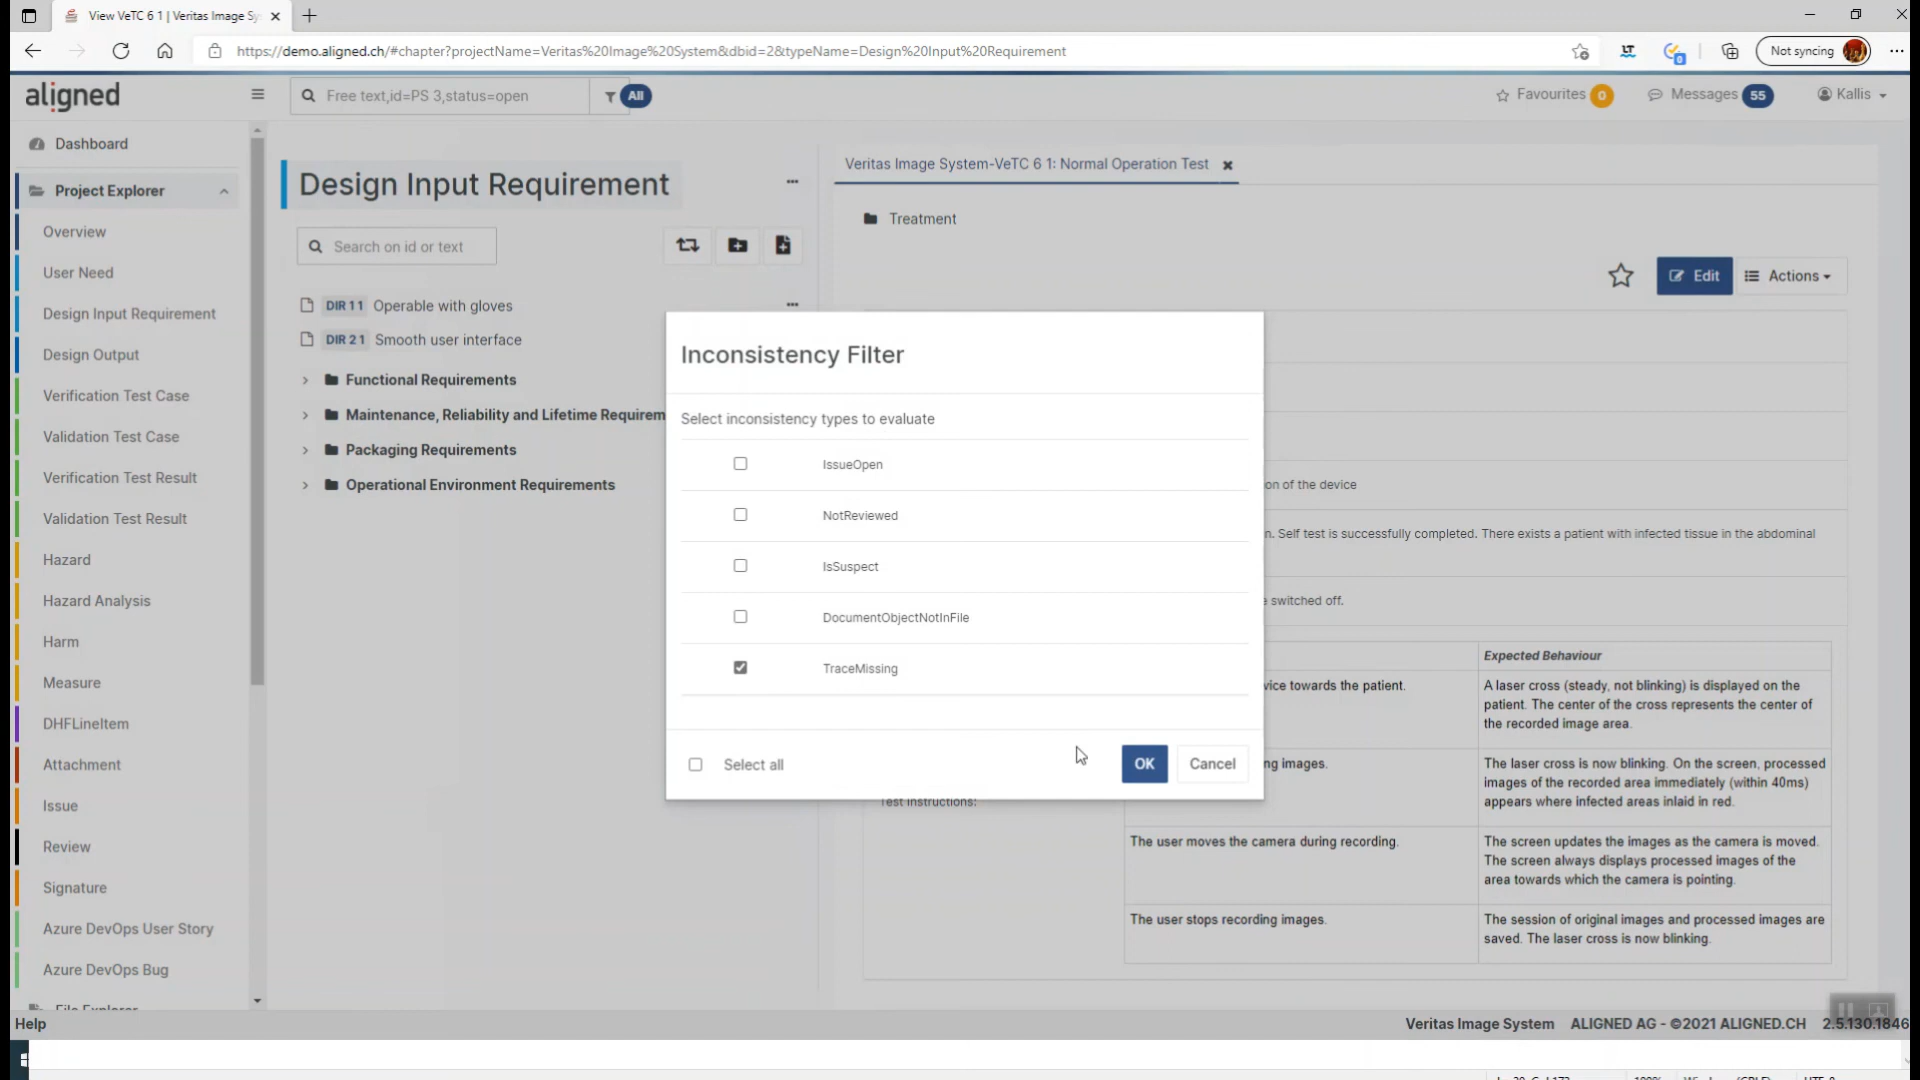 View VeTC 6 1 | Veritas Image Sy
https://demo.aligned.ch/#chapter?projectName=Veritas%20Image%20System&dbid=2&typeName=Design%20Input%20Requirement
Not syncing
aligned
Free text,id=PS 3,status=open
All
Favourites 0
Messages 55
Kallis
Dashboard
Project Explorer
Overview
User Need
Design Input Requirement
Design Output
Verification Test Case
Validation Test Case
Verification Test Result
Validation Test Result
Hazard
Hazard Analysis
Harm
Measure
DHFLineItem
Attachment
Issue
Review
Signature
Azure DevOps User Story
Azure DevOps Bug
File Explorer
Design Input Requirement
Search on id or text
DIR 1 1 Operable with gloves
DIR 2 1 Smooth user interface
Functional Requirements
Maintenance, Reliability and Lifetime Requirem
Packaging Requirements
Operational Environment Requirements
Veritas Image System-VeTC 6 1: Normal Operation Test
Treatment
Edit
Actions
Inconsistency Filter
Select inconsistency types to evaluate
IssueOpen
NotReviewed
IsSuspect
DocumentObjectNotInFile
TraceMissing
Select all
OK
Cancel
on of the device
n. Self test is successfully completed. There exists a patient with infected tissue in the abdominal
e switched off.
Expected Behaviour
vice towards the patient.
A laser cross (steady, not blinking) is displayed on the
patient. The center of the cross represents the center of
the recorded image area.
ng images.
The laser cross is now blinking. On the screen, processed
images of the recorded area immediately (within 40ms)
appears where infected areas inlaid in red.
Test Instructions:
The user moves the camera during recording.
The screen updates the images as the camera is moved.
The screen always displays processed images of the
area towards which the camera is pointing.
The user stops recording images.
The session of original images and processed images are
saved. The laser cross is now blinking.
Help
Veritas Image System
ALIGNED AG - ©2021 ALIGNED.CH
2.5.130.1846